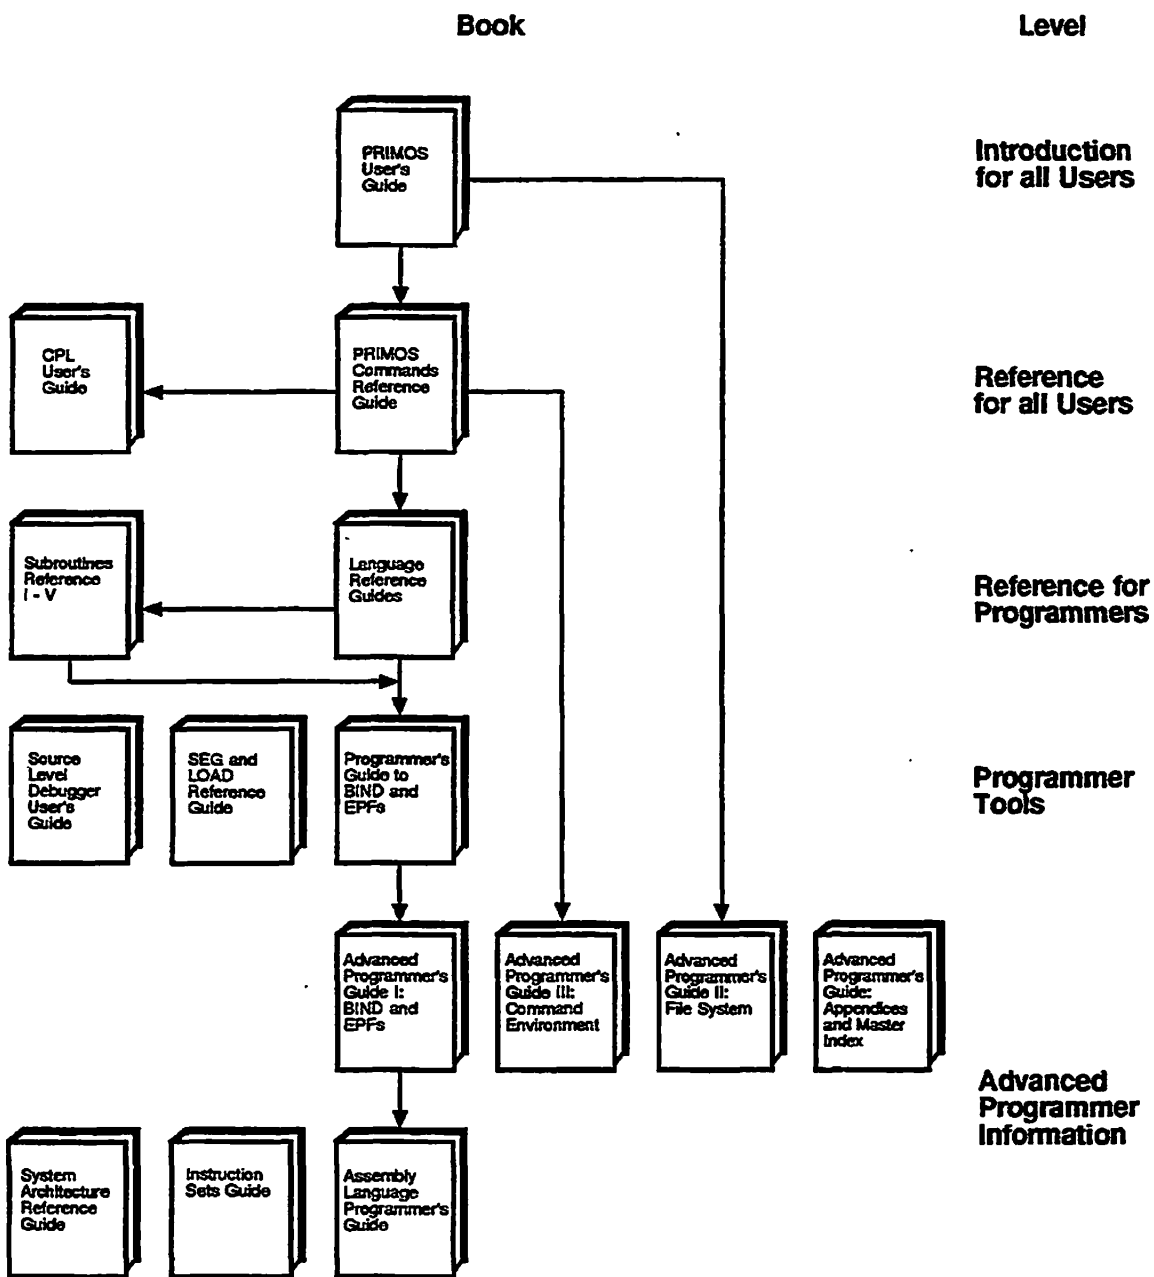 Book
Level
PRIMOS
User's
Guide
Introduction
for all Users
CPL
User's
Guide
PRIMOS
Commands
Reference
Guide
Reference
for all Users
Subroutines
Reference
I - V
Language
Reference
Guides
Reference for
Programmers
Source
Level
Debugger
User's
Guide
SEG and
LOAD
Reference
Guide
Programmer's
Guide to
BIND and
EPFs
Programmer
Tools
Advanced
Programmer's
Guide I:
BIND and
EPFs
Advanced
Programmer's
Guide III:
Command
Environment
Advanced
Programmer's
Guide II:
File System
Advanced
Programmer's
Guide:
Appendices
and Master
Index
Advanced
Programmer
Information
System
Architecture
Reference
Guide
Instruction
Sets Guide
Assembly
Language
Programmer's
Guide